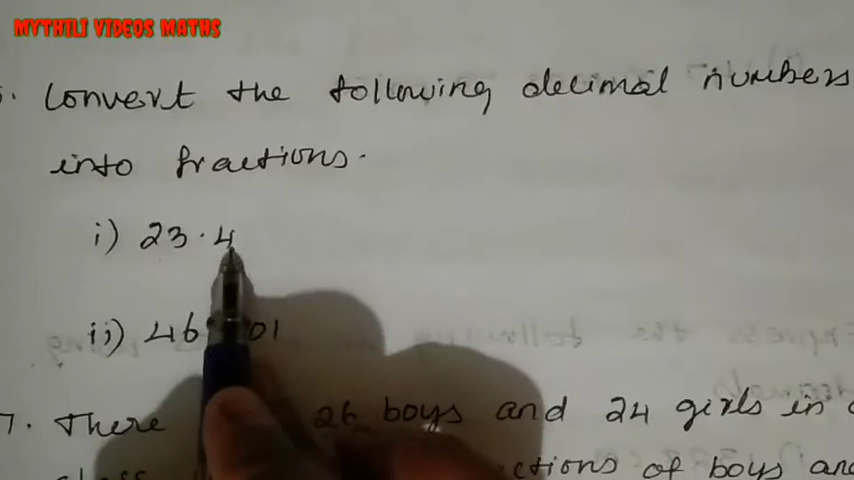 MYTHILI VIDEOS MATHS
Convert the following decimal numbers
into fractions.
i) 23.4
ii) 46 01
7. There 26 boys and 24 girls in
class of boys and